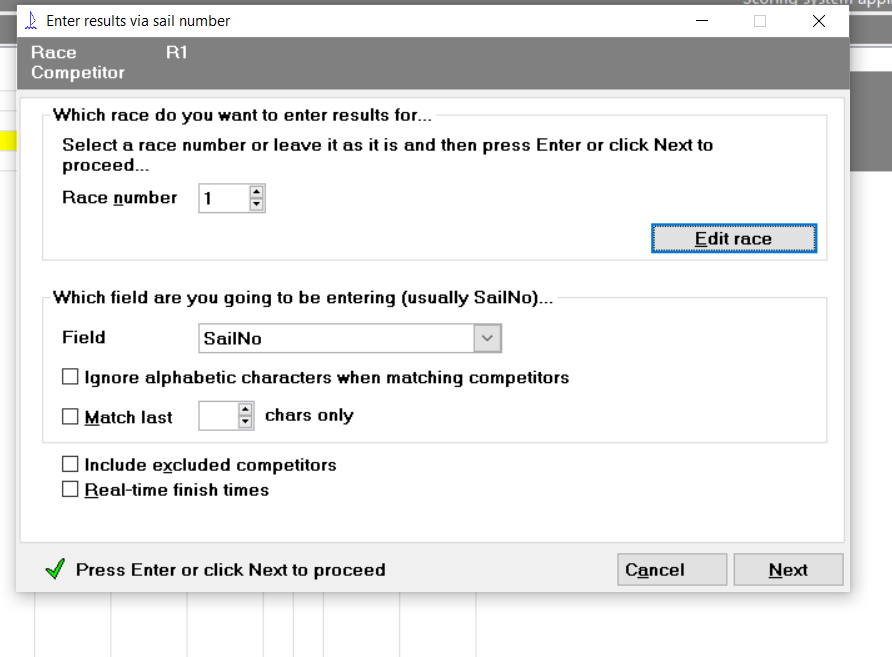 Scoring system appli
Enter results via sail number
Race R1
Competitor
Which race do you want to enter results for...
Select a race number or leave it as it is and then press Enter or click Next to
proceed...
Race number 1
Edit race
Which field are you going to be entering (usually SailNo)...
Field SailNo
Ignore alphabetic characters when matching competitors
Match last chars only
Include excluded competitors
Real-time finish times
Press Enter or click Next to proceed
Cancel Next